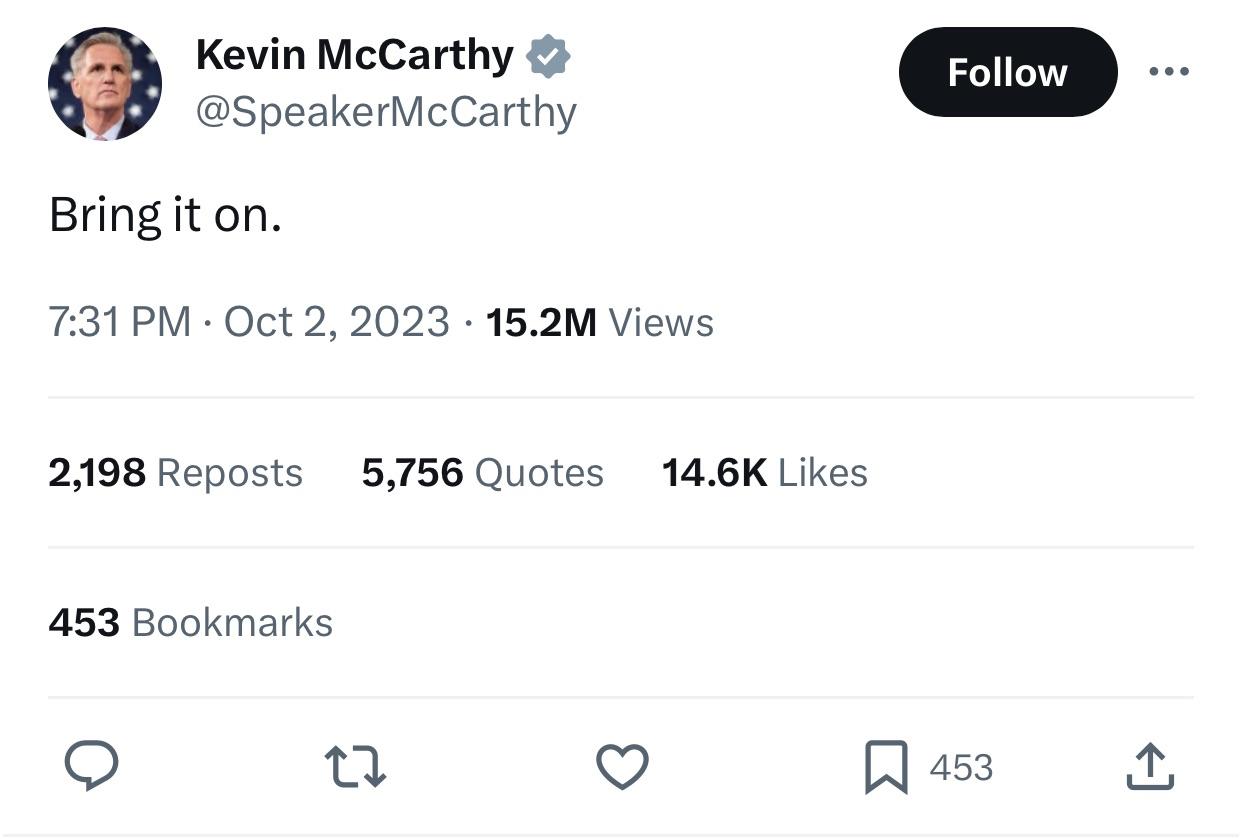 Kevin McCarthy
@SpeakerMcCarthy
Follow
Bring it on.
7:31 PM · Oct 2, 2023 · 15.2M Views
2,198 Reposts 5,756 Quotes 14.6K Likes
453 Bookmarks
453